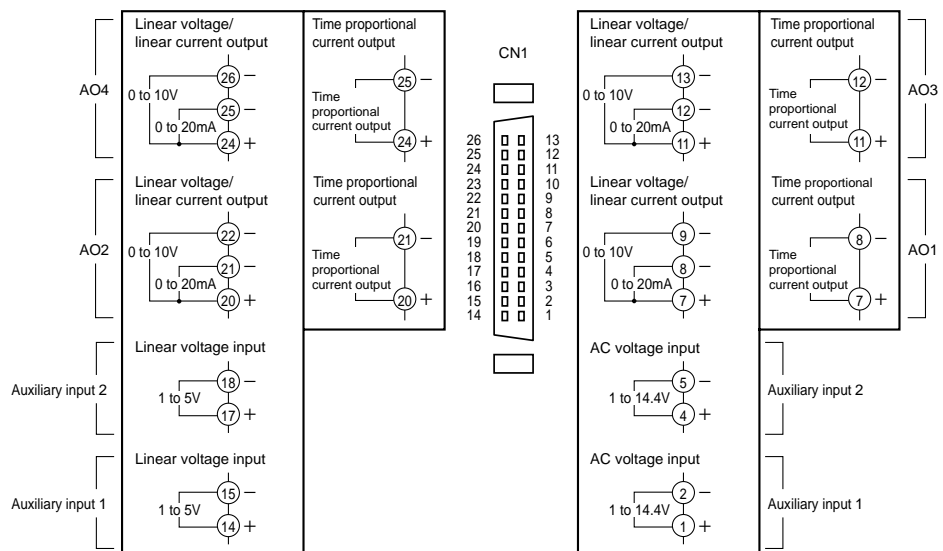 AO4
Linear voltage/
linear current output
26 −
0 to 10V
25 −
0 to 20mA
24 +
Time proportional
current output
25 −
Time
proportional
current output
24 +
AO2
Linear voltage/
linear current output
22 −
0 to 10V
21 −
0 to 20mA
20 +
Time proportional
current output
21 −
Time
proportional
current output
20 +
Auxiliary input 2
Linear voltage input
18 −
1 to 5V
17 +
Auxiliary input 1
Linear voltage input
15 −
1 to 5V
14 +
CN1
26 13
25 12
24 11
23 10
22 9
21 8
20 7
19 6
18 5
17 4
16 3
15 2
14 1
Linear voltage/
linear current output
13 −
0 to 10V
12 −
0 to 20mA
11 +
Time proportional
current output
12 −
Time
proportional
current output
11 +
AO3
Linear voltage/
linear current output
9 −
0 to 10V
8 −
0 to 20mA
7 +
Time proportional
current output
8 −
Time
proportional
current output
7 +
AO1
AC voltage input
5 −
1 to 14.4V
4 +
Auxiliary input 2
AC voltage input
2 −
1 to 14.4V
1 +
Auxiliary input 1